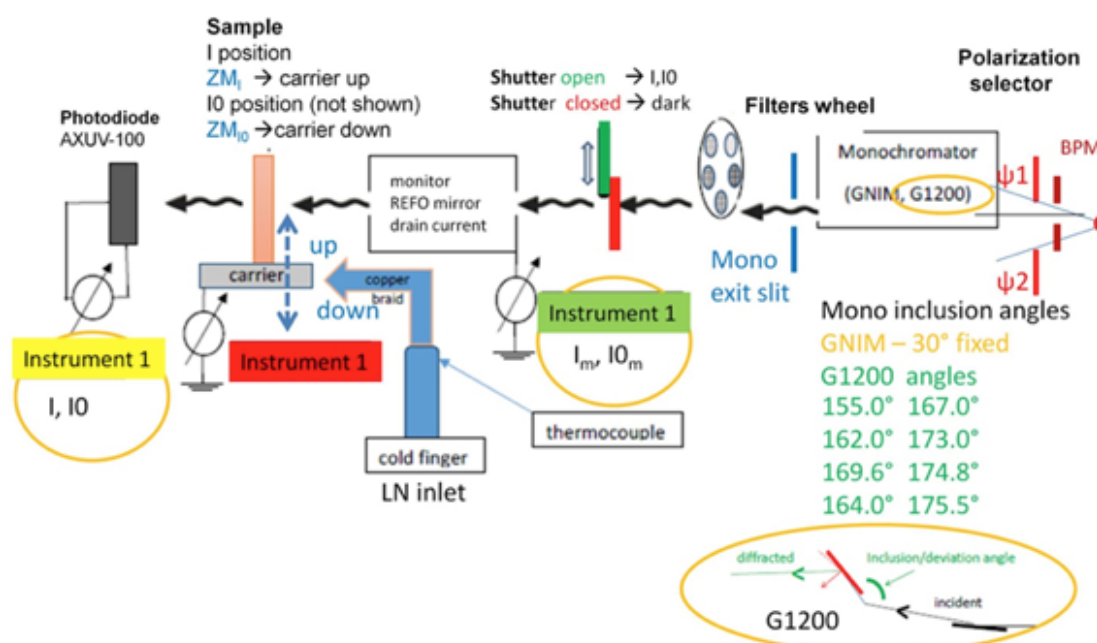 Sample
I position
ZM_I → carrier up
I0 position (not shown)
ZM_I0 →carrier down
Photodiode
AXUV-100
Shutter open → I,I0
Shutter closed → dark
Filters wheel
Polarization
selector
Monochromator
(GNIM, G1200)
BPM
ψ1
ψ2
monitor
REFO mirror
drain current
up
down
carrier
copper
braid
Mono
exit slit
Instrument 1
I, I0
Instrument 1
Instrument 1
I_m, I0_m
thermocouple
cold finger
LN inlet
Mono inclusion angles
GNIM – 30° fixed
G1200 angles
155.0° 167.0°
162.0° 173.0°
169.6° 174.8°
164.0° 175.5°
diffracted
Inclusion/deviation angle
incident
G1200